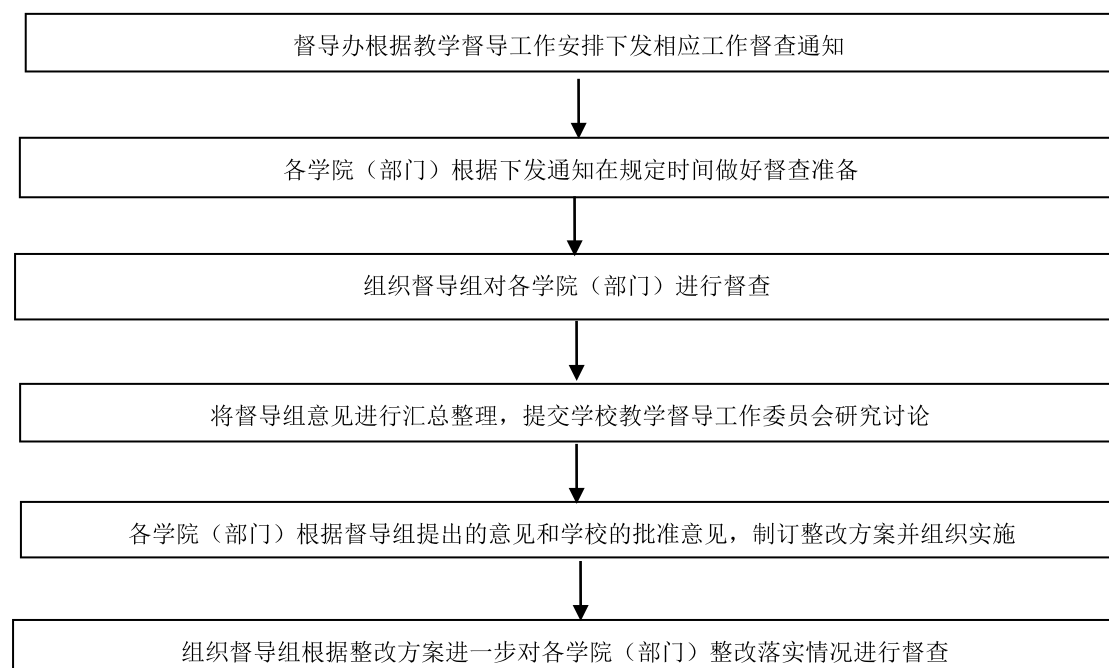 督导办根据教学督导工作安排下发相应工作督查通知
各学院（部门）根据下发通知在规定时间做好督查准备
组织督导组对各学院（部门）进行督查
将督导组意见进行汇总整理，提交学校教学督导工作委员会研究讨论
各学院（部门）根据督导组提出的意见和学校的批准意见，制订整改方案并组织实施
组织督导组根据整改方案进一步对各学院（部门）整改落实情况进行督查